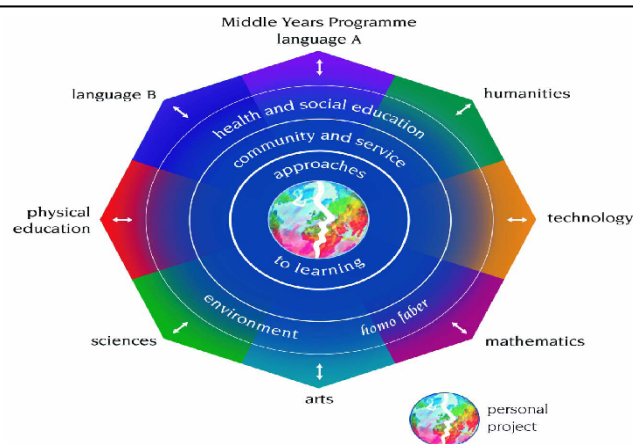 Middle Years Programme
language A
language B
humanities
health and social education
community and service
approaches
physical
education
technology
to learning
environment
homo faber
sciences
mathematics
arts
personal
project